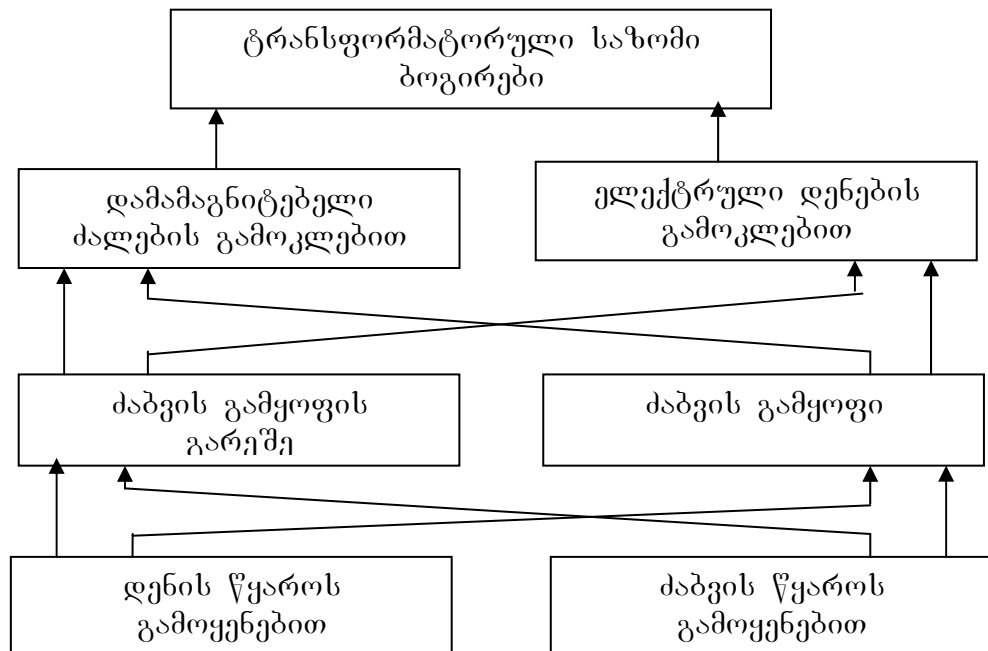 ტრანსფორმატორული საზომი
ბოგირები
დამამაგნიტებელი
ძალების გამოკლებით
ელექტრული დენების
გამოკლებით
ძაბვის გამყოფის
გარეშე
ძაბვის გამყოფი
დენის წყაროს
გამოყენებით
ძაბვის წყაროს
გამოყენებით